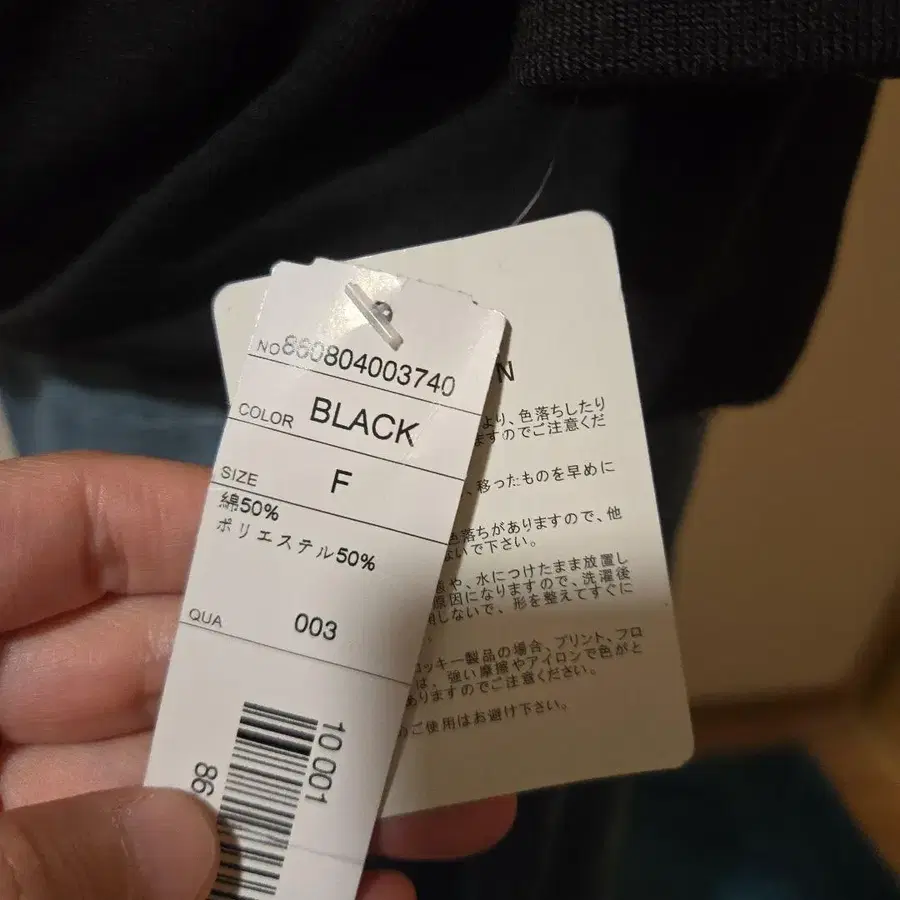 NO 860804003740
COLOR BLACK
SIZE F
綿50%
ポリエステル50%
QUA 003
10 001
86
N
より、色落ちしたり
ますのでご注意くだ
、移ったものを早めに
色落ちがありますので、他
ないで下さい。
や、水につけたまま放置し
原因になりますので、洗濯後
しないで、形を整えてすぐに
ロッキー製品の場合、プリント、フロ
は、強い摩擦やアイロンで色がと
ありますのでご注意ください。
のご使用はお避け下さい。